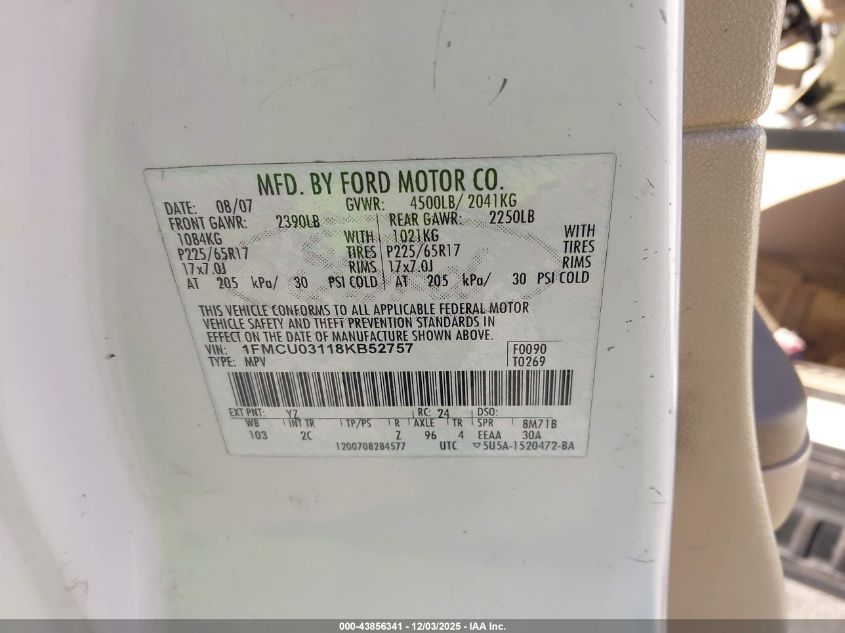 MFD. BY FORD MOTOR CO.
DATE: 08/07 GVWR: 4500LB/ 2041KG
FRONT GAWR: 2390LB REAR GAWR: 2250LB
1084KG WITH 1021KG WITH
P225/65R17 TIRES P225/65R17 TIRES
17x7.0J RIMS 17x7.0J RIMS
AT 205 kPa/ 30 PSI COLD AT 205 kPa/ 30 PSI COLD
THIS VEHICLE CONFORMS TO ALL APPLICABLE FEDERAL MOTOR
VEHICLE SAFETY AND THEFT PREVENTION STANDARDS IN
EFFECT ON THE DATE OF MANUFACTURE SHOWN ABOVE.
VIN: 1FMCU03118KB52757 F0090
TYPE: MPV T0269
EXT PNT: YZ RC: 24 DSO:
WB INT TR TP/PS R AXLE TR SPR 8M71B
103 2C Z 96 4 EEAA 30A
1200708284577 UTC 5U5A-1520472-BA
000-43856341 - 12/03/2025 - IAA Inc.